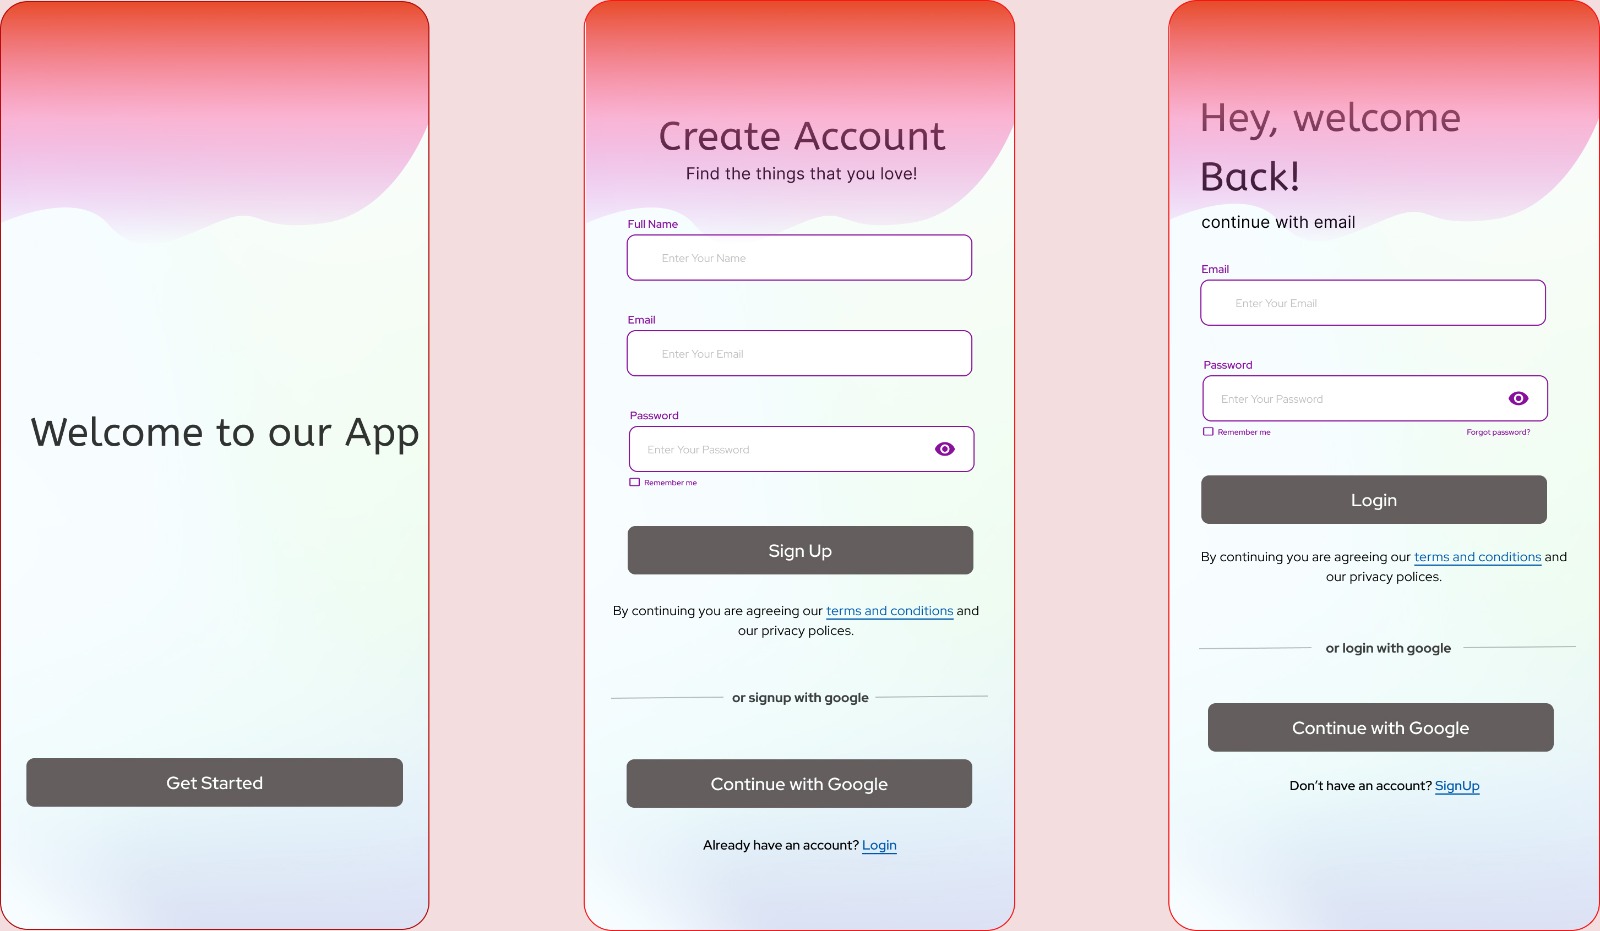 Welcome to our App
Get Started
Create Account
Find the things that you love!
Full Name
Enter Your Name
Email
Enter Your Email
Password
Enter Your Password
Remember me
Sign Up
By continuing you are agreeing our terms and conditions and
our privacy polices.
or signup with google
Continue with Google
Already have an account? Login
Hey, welcome
Back!
continue with email
Email
Enter Your Email
Password
Enter Your Password
Remember me
Forgot password?
Login
By continuing you are agreeing our terms and conditions and
our privacy polices.
or login with google
Continue with Google
Don't have an account? SignUp